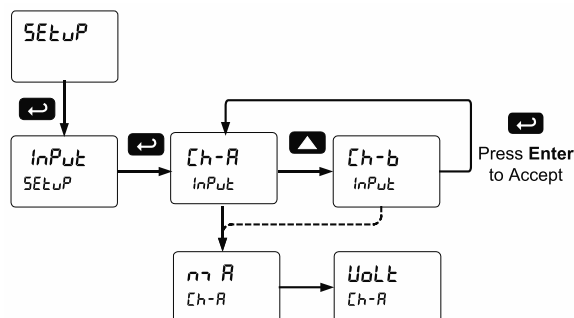 SEtuP
InPut
SEtuP
Ch-A
InPut
Ch-b
InPut
Press Enter
to Accept
mA
Ch-A
VoLt
Ch-A